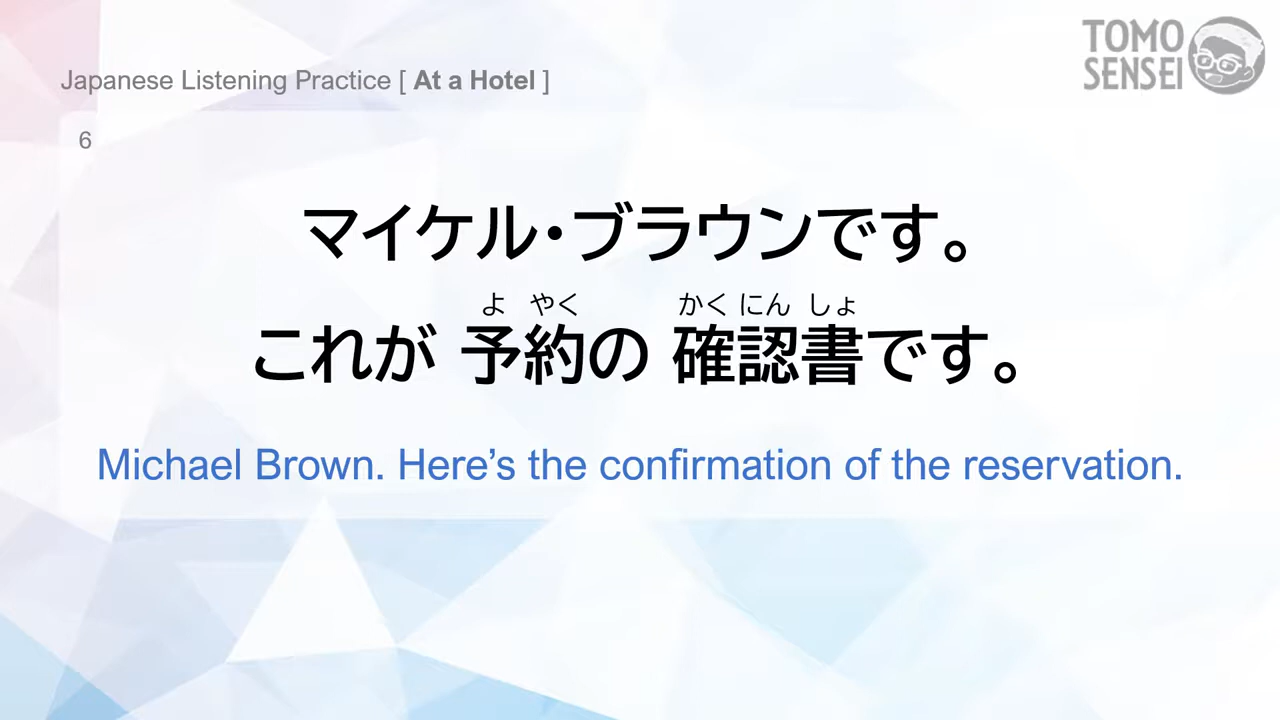 Japanese Listening Practice [ At a Hotel ]
TOMO
SENSEI
6
マイケル・ブラウンです。
よ やく かく にん しょ
これが 予約の 確認書です。
Michael Brown. Here’s the confirmation of the reservation.